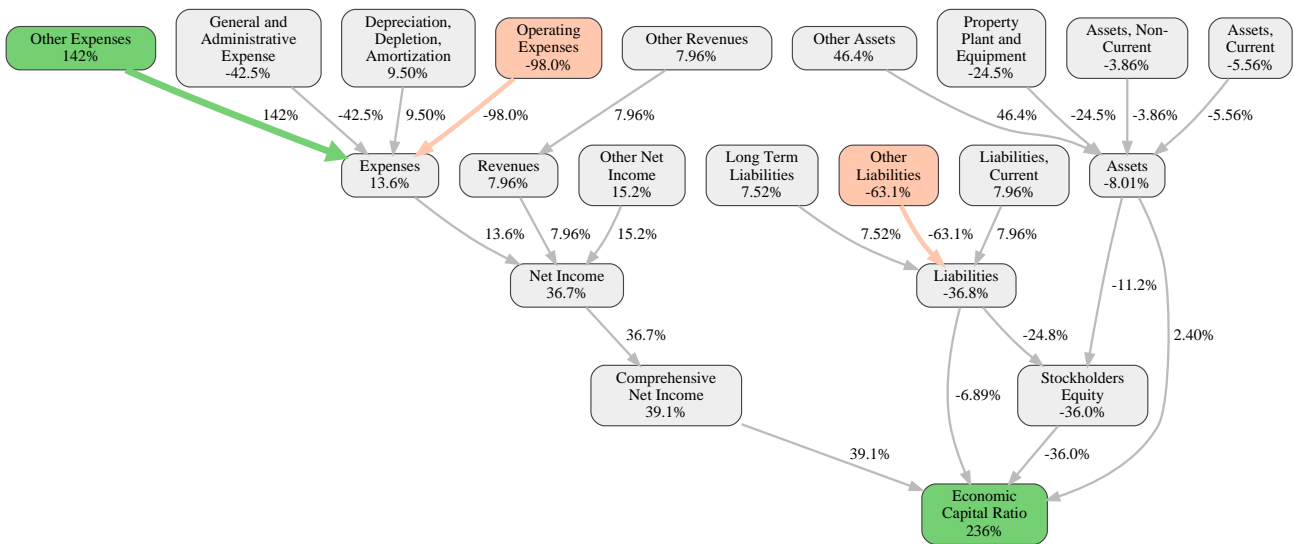 Other Expenses
142%
General and
Administrative
Expense
-42.5%
Depreciation,
Depletion,
Amortization
9.50%
Operating
Expenses
-98.0%
Other Revenues
7.96%
Other Assets
46.4%
Property
Plant and
Equipment
-24.5%
Assets, Non-
Current
-3.86%
Assets,
Current
-5.56%
142%
-42.5%
9.50%
-98.0%
7.96%
46.4%
-24.5%
-3.86%
-5.56%
Expenses
13.6%
Revenues
7.96%
Other Net
Income
15.2%
Long Term
Liabilities
7.52%
Other
Liabilities
-63.1%
Liabilities,
Current
7.96%
Assets
-8.01%
13.6%
7.96%
15.2%
7.52%
-63.1%
7.96%
Net Income
36.7%
Liabilities
-36.8%
-11.2%
36.7%
-24.8%
2.40%
Comprehensive
Net Income
39.1%
-6.89%
Stockholders
Equity
-36.0%
39.1%
-36.0%
Economic
Capital Ratio
236%